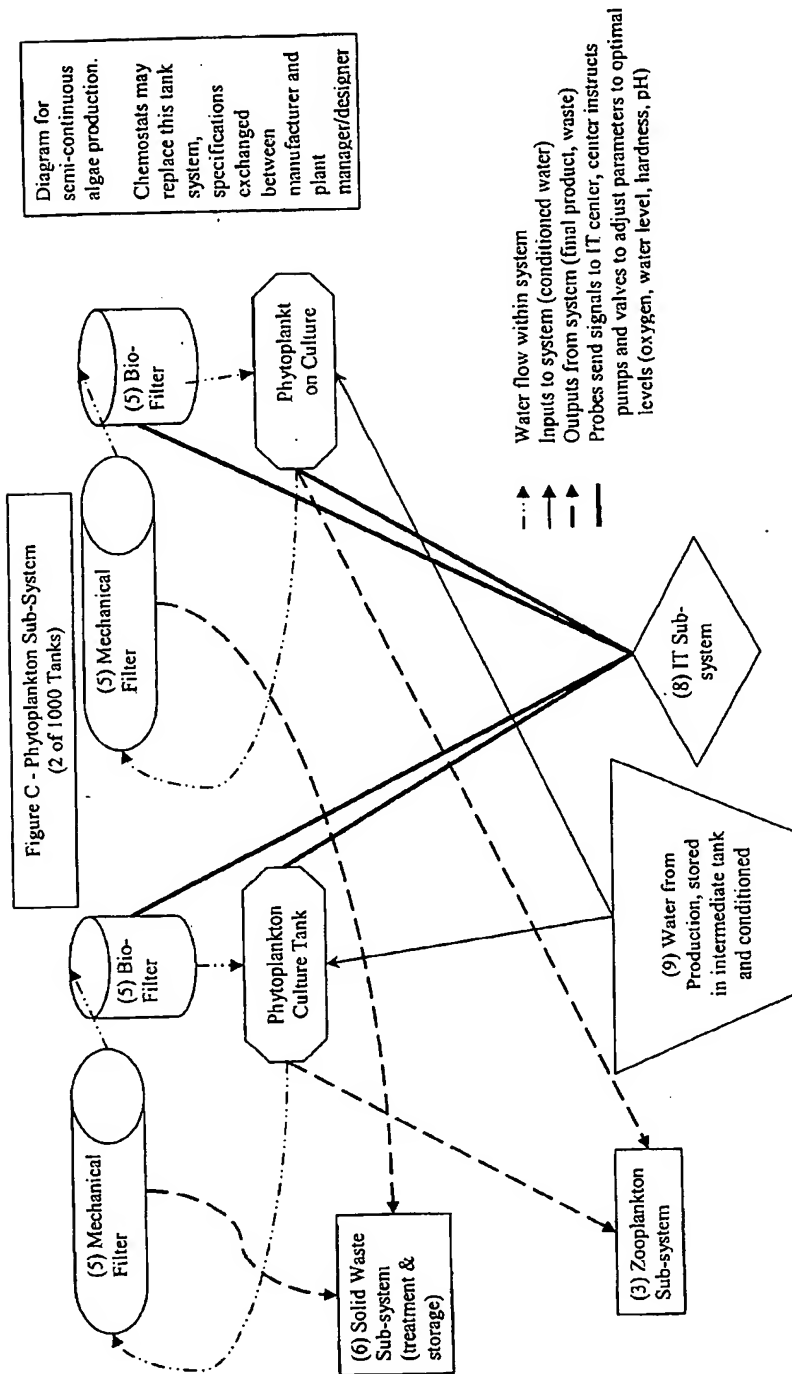 Figure C - Phytoplankton Sub-System
(2 of 1000 Tanks)
Diagram for
semi-continuous
algae production.
Chemostats may
replace this tank
system,
specifications
exchanged
between
manufacturer and
plant
manager/designer
(5) Mechanical
Filter
(5) Bio-
Filter
(5) Mechanical
Filter
(5) Bio-
Filter
Phytoplankton
Culture Tank
Phytoplankt
on Culture
(6) Solid Waste
Sub-system
(treatment &
storage)
(3) Zooplankton
Sub-system
(9) Water from
Production, stored
in intermediate tank
and conditioned
(8) IT Sub-
system
Water flow within system
Inputs to system (conditioned water)
Outputs from system (final product, waste)
Probes send signals to IT center, center instructs
pumps and valves to adjust parameters to optimal
levels (oxygen, water level, hardness, pH)